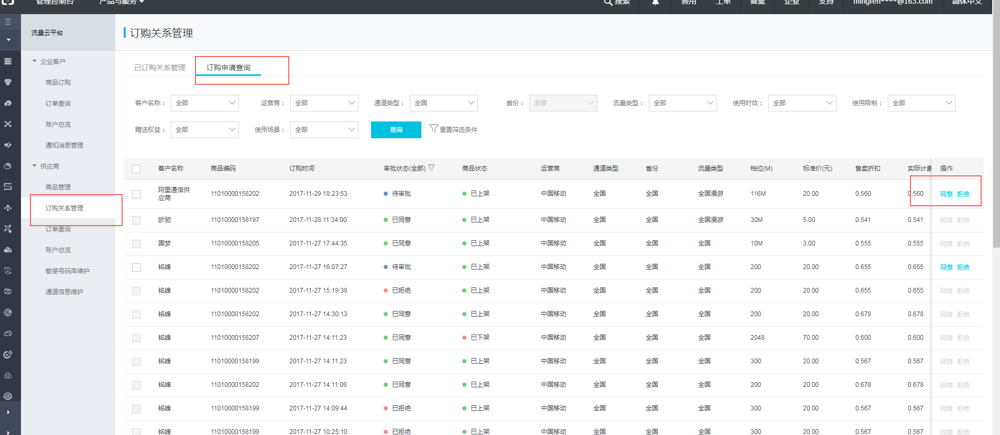 管理控制台 产品与服务 搜索 费用 工单 备案 企业 支持 mingfen****@163.com 简体中文
流量云平台
企业客户
商品订购
订单查询
账户总览
通知消息管理
供应商
商品管理
订购关系管理
订单查询
账户总览
敏感号码库维护
通道信息维护
订购关系管理
已订购关系管理 订购申请查询
客户名称： 全部 运营商： 全部 通道类型： 全国 省份： 全部 流量类型： 全部 使用时效： 全部 使用限制： 全部
赠送权益： 全部 使用场景： 全部 查询 重置筛选条件
客户名称 商品编码 订购时间 审批状态(全部) 商品状态 运营商 通道类型 省份 流量类型 档位(M) 标准价(元) 售卖折扣 实际计费 操作
阿里通信供应商 11010000158202 2017-11-29 18:23:53 待审批 已上架 中国移动 全国 全国 全国漫游 116M 20.00 0.560 0.560 同意 拒绝
欧驰 11010000158197 2017-11-28 11:34:00 已同意 已上架 中国移动 全国 全国 全国漫游 30M 5.00 0.541 0.541 同意 拒绝
国梦 11010000158205 2017-11-27 17:44:35 已同意 已上架 中国移动 全国 全国 全国 10M 3.00 0.555 0.555 同意 拒绝
铭峰 11010000158202 2017-11-27 16:07:27 待审批 已上架 中国移动 全国 全国 全国 200 20.00 0.655 0.655 同意 拒绝
铭峰 11010000158202 2017-11-27 15:19:38 已拒绝 已上架 中国移动 全国 全国 全国 200 20.00 0.655 0.655 同意 拒绝
铭峰 11010000158202 2017-11-27 14:30:13 已同意 已上架 中国移动 全国 全国 全国 200 20.00 0.678 0.678 同意 拒绝
铭峰 11010000158207 2017-11-27 14:11:23 已同意 已下架 中国移动 全国 全国 全国 2048 70.00 0.600 0.600 同意 拒绝
铭峰 11010000158199 2017-11-27 14:11:23 已同意 已上架 中国移动 全国 全国 全国 300 20.00 0.567 0.567 同意 拒绝
铭峰 11010000158202 2017-11-27 14:11:08 已同意 已上架 中国移动 全国 全国 全国 200 20.00 0.678 0.678 同意 拒绝
铭峰 11010000158199 2017-11-27 14:09:44 已拒绝 已上架 中国移动 全国 全国 全国 300 20.00 0.567 0.567 同意 拒绝
铭峰 11010000158199 2017-11-27 10:25:10 已拒绝 已上架 中国移动 全国 全国 全国 300 20.00 0.567 0.567 同意 拒绝